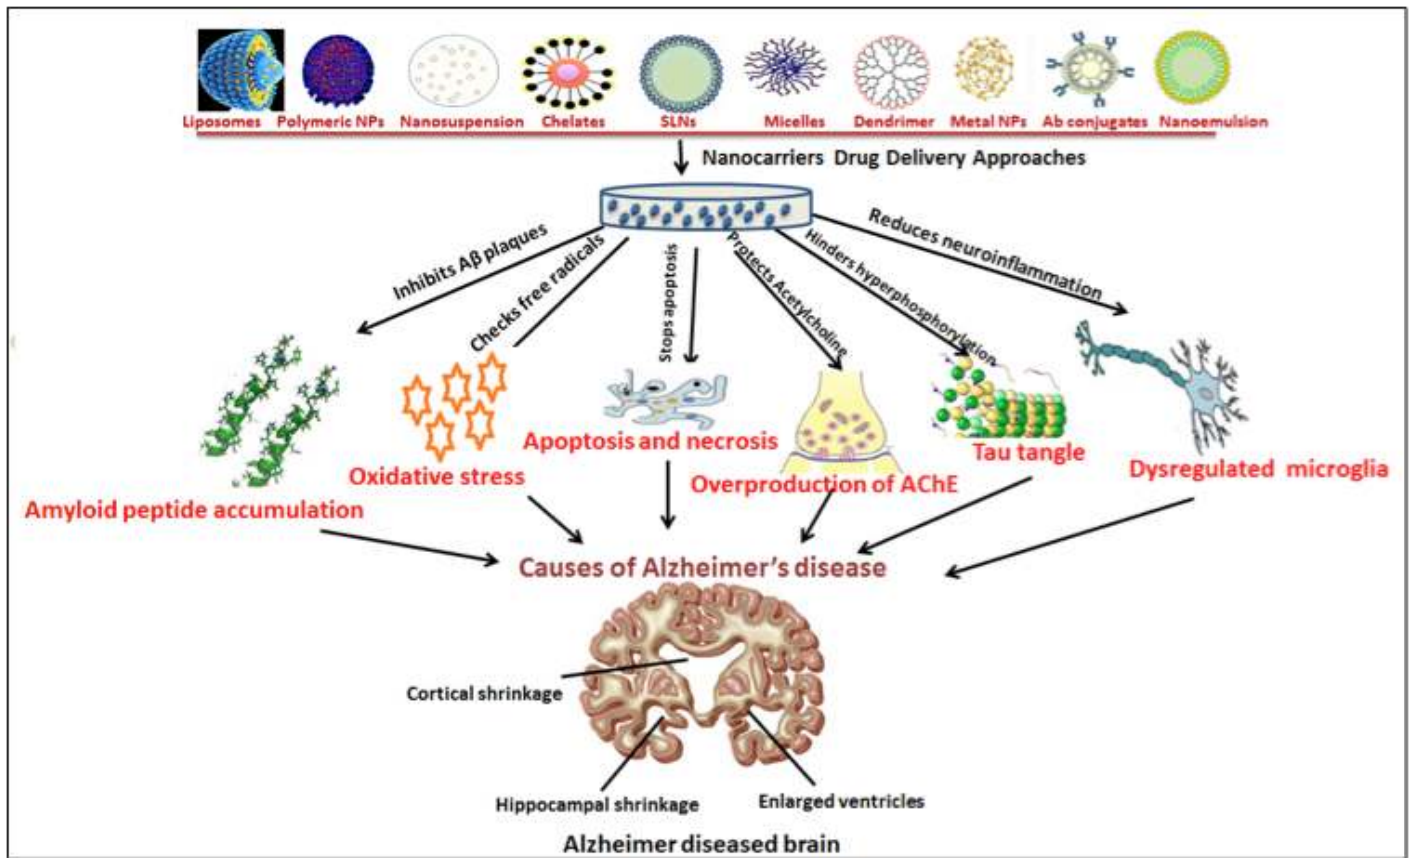 Liposomes Polymeric NPs Nanosuspension Chelates SLNs Micelles Dendrimer Metal NPs Ab conjugates Nanoemulsion
Nanocarriers Drug Delivery Approaches
Inhibits Aβ plaques
Checks free radicals
Stops apoptosis
Protects Acetylcholine
Hinders hyperphosphorylation
Reduces neuroinflammation
Amyloid peptide accumulation
Oxidative stress
Apoptosis and necrosis
Overproduction of AChE
Tau tangle
Dysregulated microglia
Causes of Alzheimer's disease
Cortical shrinkage
Hippocampal shrinkage
Enlarged ventricles
Alzheimer diseased brain